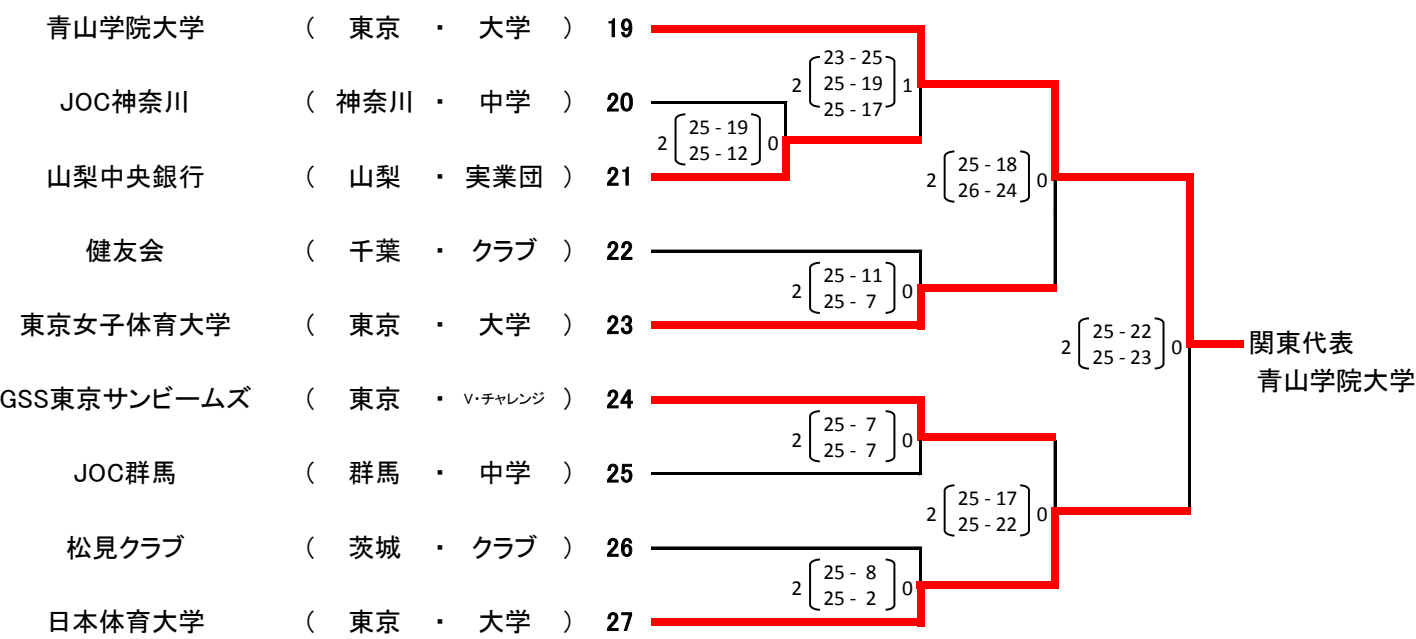 青山学院大学 （ 東京 ・ 大学 ） 19
JOC神奈川 （ 神奈川 ・ 中学 ） 20
山梨中央銀行 （ 山梨 ・ 実業団 ） 21
健友会 （ 千葉 ・ クラブ ） 22
東京女子体育大学 （ 東京 ・ 大学 ） 23
GSS東京サンビームズ （ 東京 ・ V・チャレンジ ） 24
JOC群馬 （ 群馬 ・ 中学 ） 25
松見クラブ （ 茨城 ・ クラブ ） 26
日本体育大学 （ 東京 ・ 大学 ） 27
2 0
25 - 19
25 - 12
2 1
23 - 25
25 - 19
25 - 17
2 0
25 - 11
25 - 7
2 0
25 - 7
25 - 7
2 0
25 - 8
25 - 2
2 0
25 - 18
26 - 24
2 0
25 - 17
25 - 22
2 0
25 - 22
25 - 23
関東代表
青山学院大学